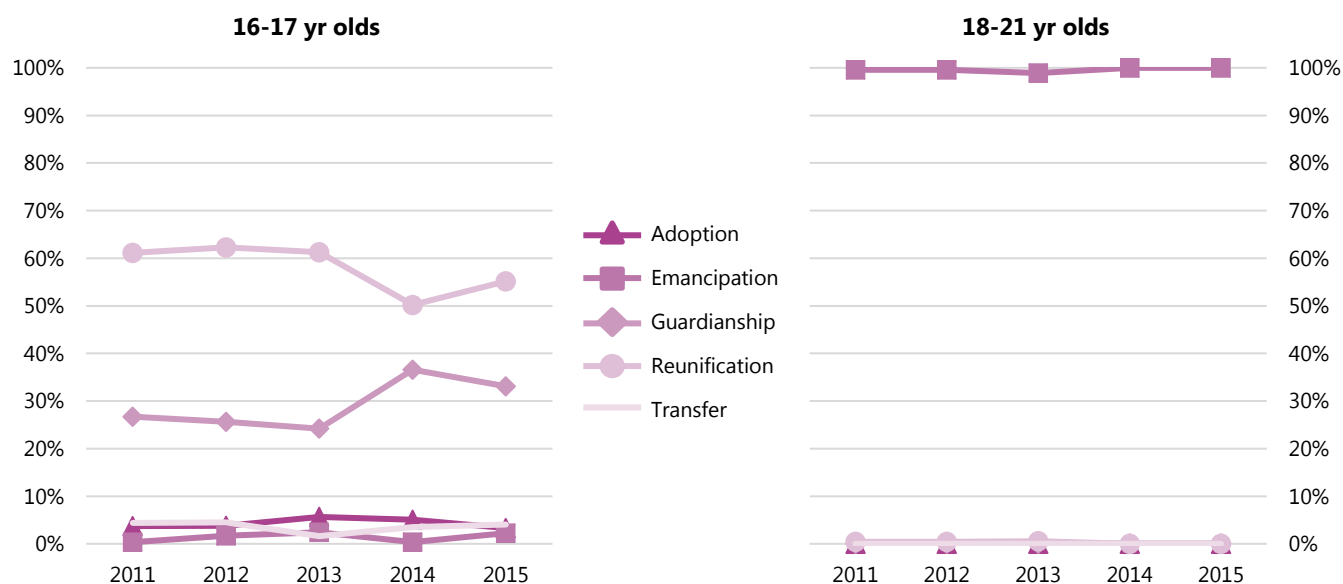 16-17 yr olds
100%
90%
80%
70%
60%
50%
40%
30%
20%
10%
0%
2011 2012 2013 2014 2015
Adoption
Emancipation
Guardianship
Reunification
Transfer
18-21 yr olds
100%
90%
80%
70%
60%
50%
40%
30%
20%
10%
0%
2011 2012 2013 2014 2015